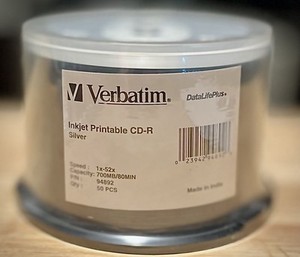 Verbatim®
DataLifePlus®
Inkjet Printable CD-R
Silver
Speed : 1x-52x
Capacity: 700MB/80MIN
P/N : 94892
Qty : 50 PCS
Made in India